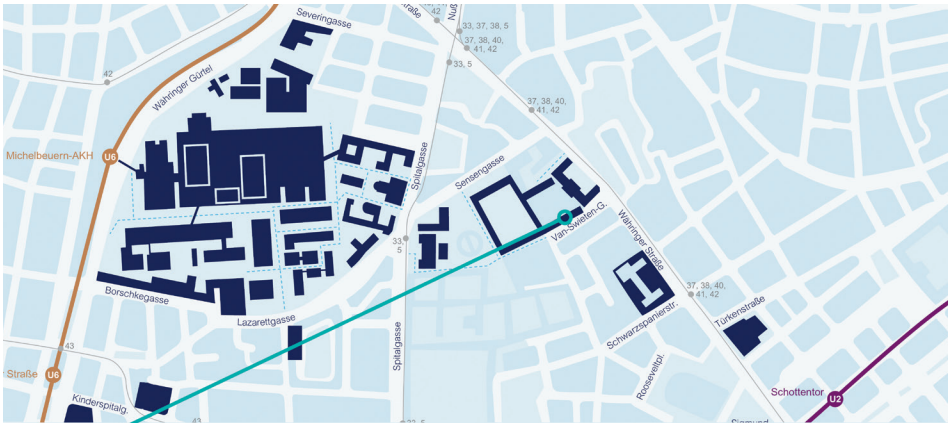 Severingasse
Nuß
33, 37, 38, 5
37, 38, 40,
41, 42
33, 5
42
Währinger Gürtel
37, 38, 40,
41, 42
Michelbeuern-AKH
U6
Spitalgasse
Sensengasse
Van-Swieten-G.
Währinger Straße
33,
5
Borschkegasse
Lazarettgasse
37, 38, 40,
41, 42
Türkenstraße
Schwarzspanierstr.
Spitalgasse
43
Straße
U6
Rooseveltpl.
Schottentor
U2
Kinderspitalg.
43